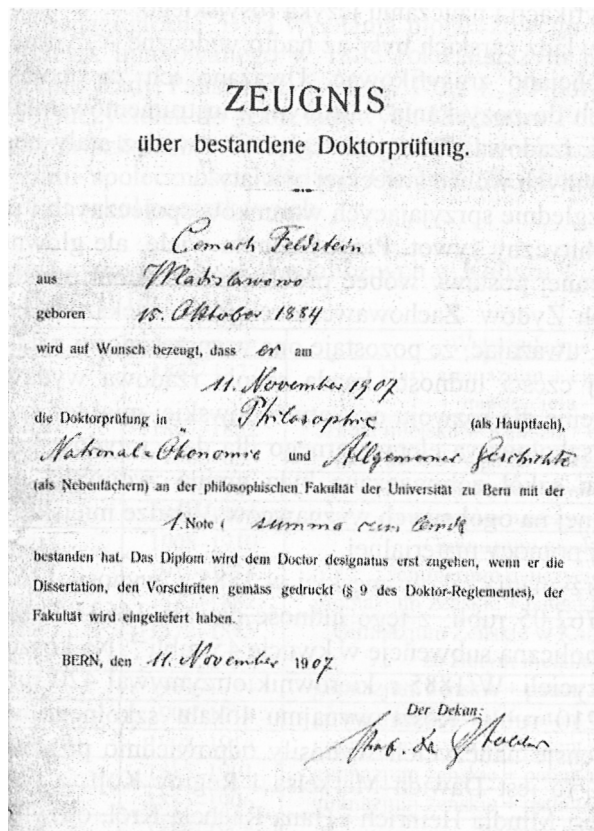 ZEUGNIS
über bestandene Doktorprüfung.
Cemach Feldstein
aus Wladislawowo
geboren 15. Oktober 1884
wird auf Wunsch bezeugt, dass er am
11. November 1907
die Doktorprüfung in Philosophie (als Hauptfach),
National-Ökonomie und Allgemeine Geschichte
(als Nebenfächern) an der philosophischen Fakultät der Universität zu Bern mit der
1. Note ( summa cum laude
bestanden hat. Das Diplom wird dem Doctor designatus erst zugehen, wenn er die
Dissertation, den Vorschriften gemäss gedruckt (§ 9 des Doktor-Reglementes), der
Fakultät wird eingeliefert haben.
BERN, den 11. November 1907.
Der Dekan:
Prof. Dr.